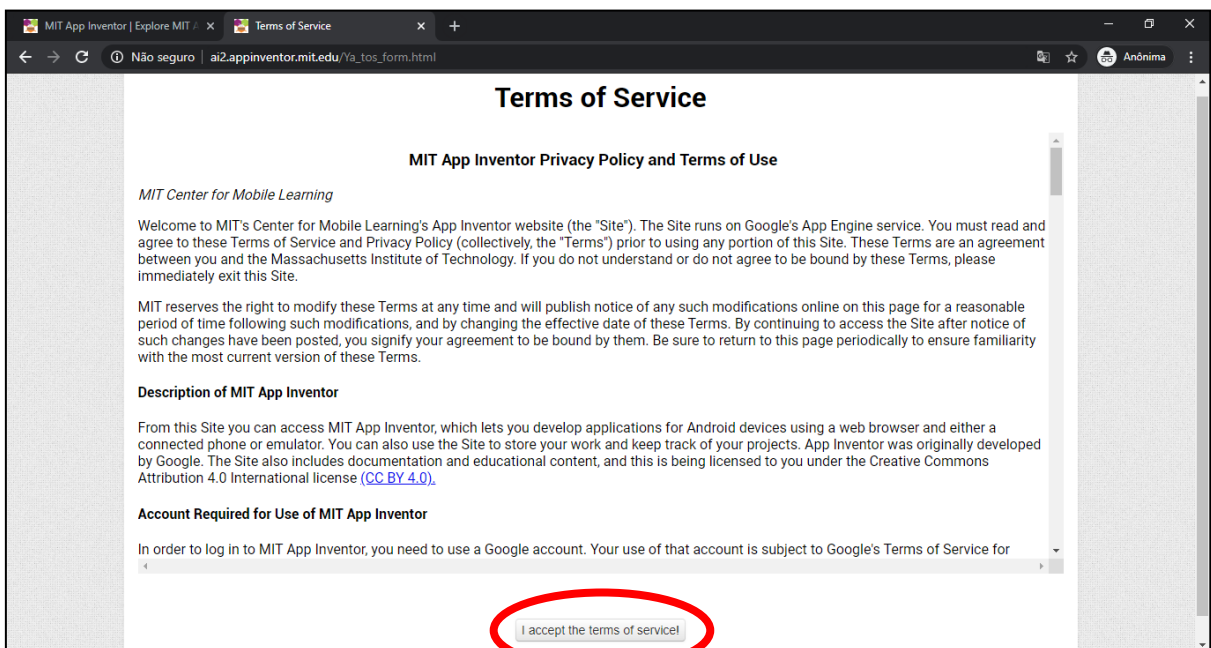 MIT App Inventor | Explore MIT A
Terms of Service
Não seguro | ai2.appinventor.mit.edu/Ya_tos_form.html
Anônima
Terms of Service
MIT App Inventor Privacy Policy and Terms of Use
MIT Center for Mobile Learning
Welcome to MIT's Center for Mobile Learning's App Inventor website (the "Site"). The Site runs on Google's App Engine service. You must read and
agree to these Terms of Service and Privacy Policy (collectively, the "Terms") prior to using any portion of this Site. These Terms are an agreement
between you and the Massachusetts Institute of Technology. If you do not understand or do not agree to be bound by these Terms, please
immediately exit this Site.
MIT reserves the right to modify these Terms at any time and will publish notice of any such modifications online on this page for a reasonable
period of time following such modifications, and by changing the effective date of these Terms. By continuing to access the Site after notice of
such changes have been posted, you signify your agreement to be bound by them. Be sure to return to this page periodically to ensure familiarity
with the most current version of these Terms.
Description of MIT App Inventor
From this Site you can access MIT App Inventor, which lets you develop applications for Android devices using a web browser and either a
connected phone or emulator. You can also use the Site to store your work and keep track of your projects. App Inventor was originally developed
by Google. The Site also includes documentation and educational content, and this is being licensed to you under the Creative Commons
Attribution 4.0 International license (CC BY 4.0).
Account Required for Use of MIT App Inventor
In order to log in to MIT App Inventor, you need to use a Google account. Your use of that account is subject to Google's Terms of Service for
I accept the terms of service!